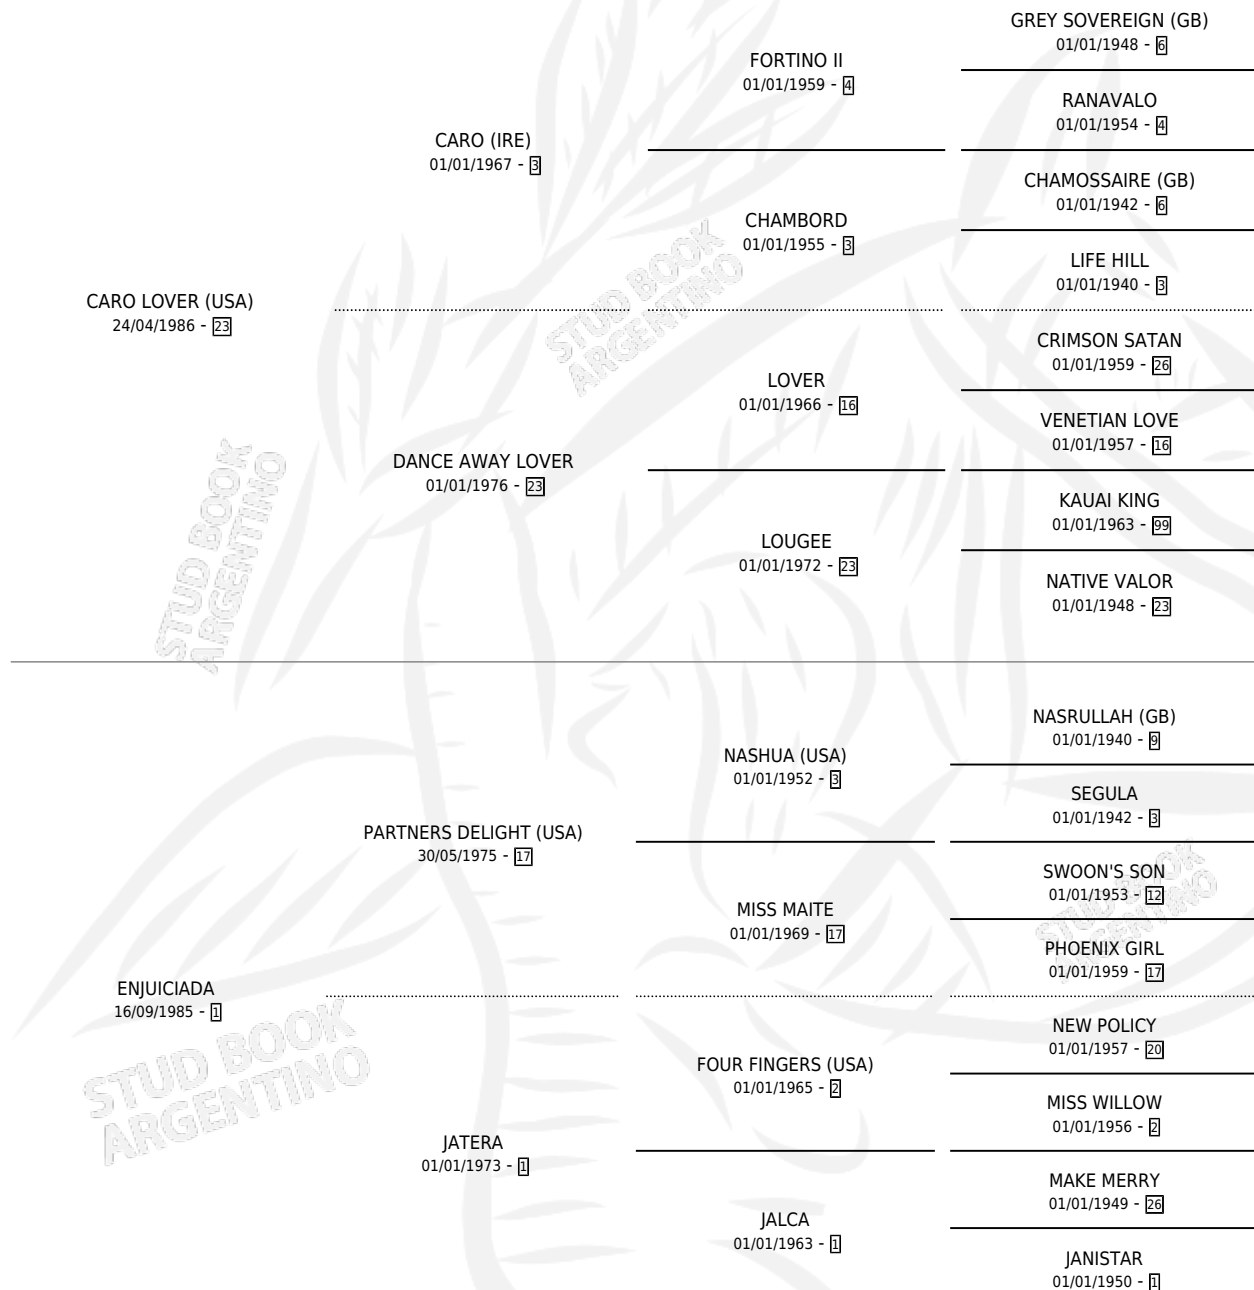 GREY SOVEREIGN (GB)
01/01/1948 - 6
FORTINO II
01/01/1959 - 4
RANAVALO
01/01/1954 - 4
CARO (IRE)
01/01/1967 - 3
CHAMOSSAIRE (GB)
01/01/1942 - 6
CHAMBORD
01/01/1955 - 3
LIFE HILL
01/01/1940 - 3
CARO LOVER (USA)
24/04/1986 - 23
STUD BOOK
ARGENTINO
CRIMSON SATAN
01/01/1959 - 26
LOVER
01/01/1966 - 16
VENETIAN LOVE
01/01/1957 - 16
DANCE AWAY LOVER
01/01/1976 - 23
KAUAI KING
01/01/1963 - 99
LOUGEE
01/01/1972 - 23
NATIVE VALOR
01/01/1948 - 23
STUD BOOK
ARGENTINO
NASRULLAH (GB)
01/01/1940 - 9
NASHUA (USA)
01/01/1952 - 3
SEGULA
01/01/1942 - 3
PARTNERS DELIGHT (USA)
30/05/1975 - 17
SWOON'S SON
01/01/1953 - 12
MISS MAITE
01/01/1969 - 17
STUD BOOK
ARGENTINO
PHOENIX GIRL
01/01/1959 - 17
ENJUICIADA
16/09/1985 - 1
STUD BOOK
ARGENTINO
NEW POLICY
01/01/1957 - 20
FOUR FINGERS (USA)
01/01/1965 - 2
MISS WILLOW
01/01/1956 - 2
JATERA
01/01/1973 - 1
MAKE MERRY
01/01/1949 - 26
JALCA
01/01/1963 - 1
JANISTAR
01/01/1950 - 1